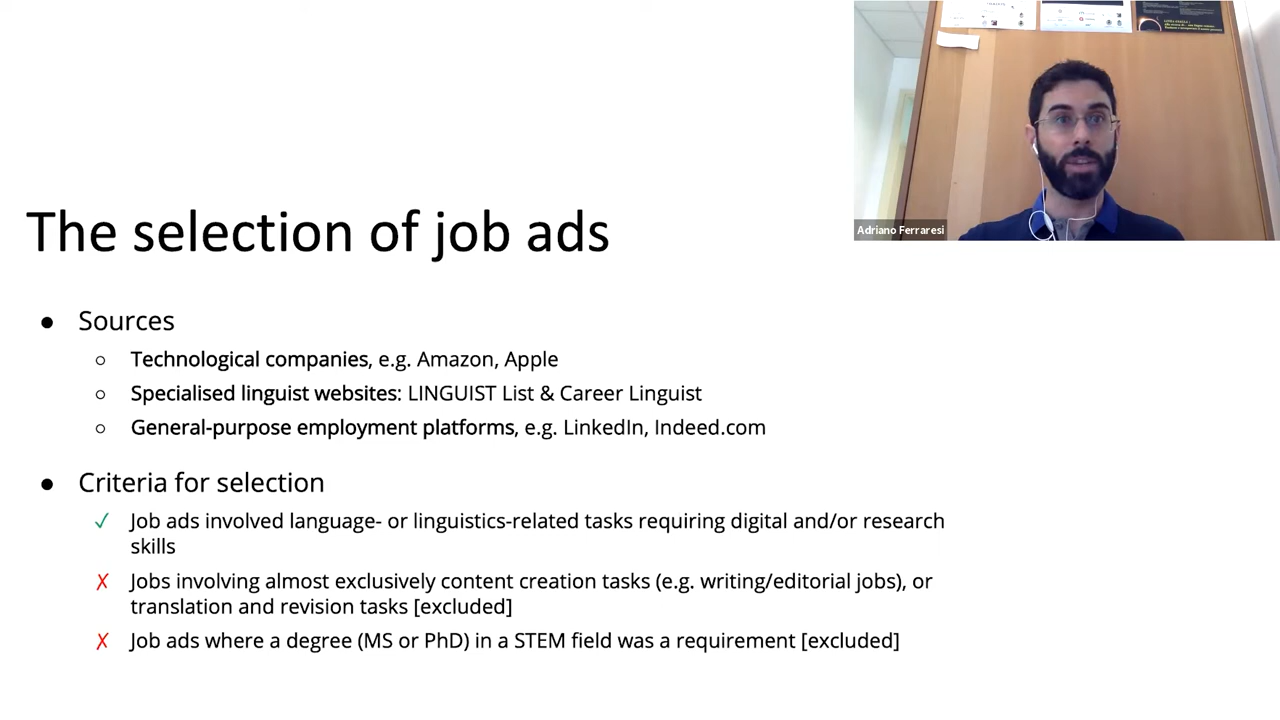 The selection of job ads
● Sources
○ Technological companies, e.g. Amazon, Apple
○ Specialised linguist websites: LINGUIST List & Career Linguist
○ General-purpose employment platforms, e.g. LinkedIn, Indeed.com
● Criteria for selection
✓ Job ads involved language- or linguistics-related tasks requiring digital and/or research
skills
✗ Jobs involving almost exclusively content creation tasks (e.g. writing/editorial jobs), or
translation and revision tasks [excluded]
✗ Job ads where a degree (MS or PhD) in a STEM field was a requirement [excluded]
Adriano Ferraresi